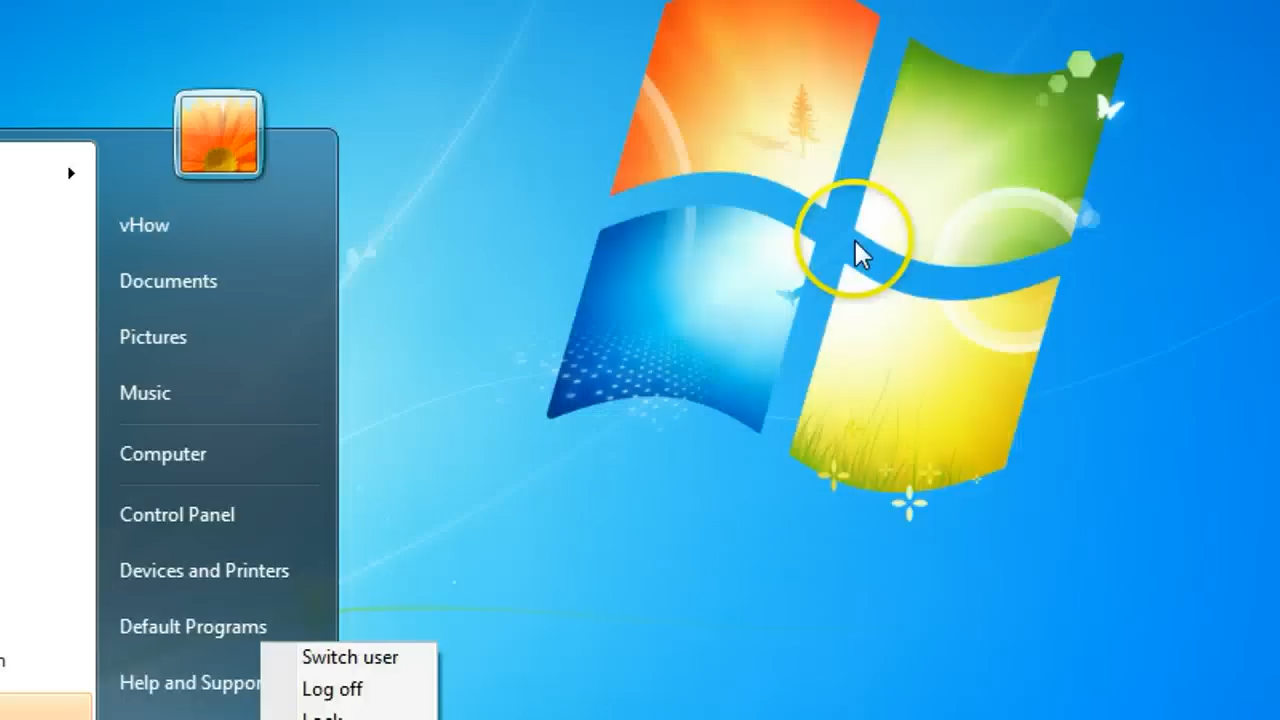 vHow
Documents
Pictures
Music
Computer
Control Panel
Devices and Printers
Default Programs
Help and Suppor
Switch user
Log off
Lock